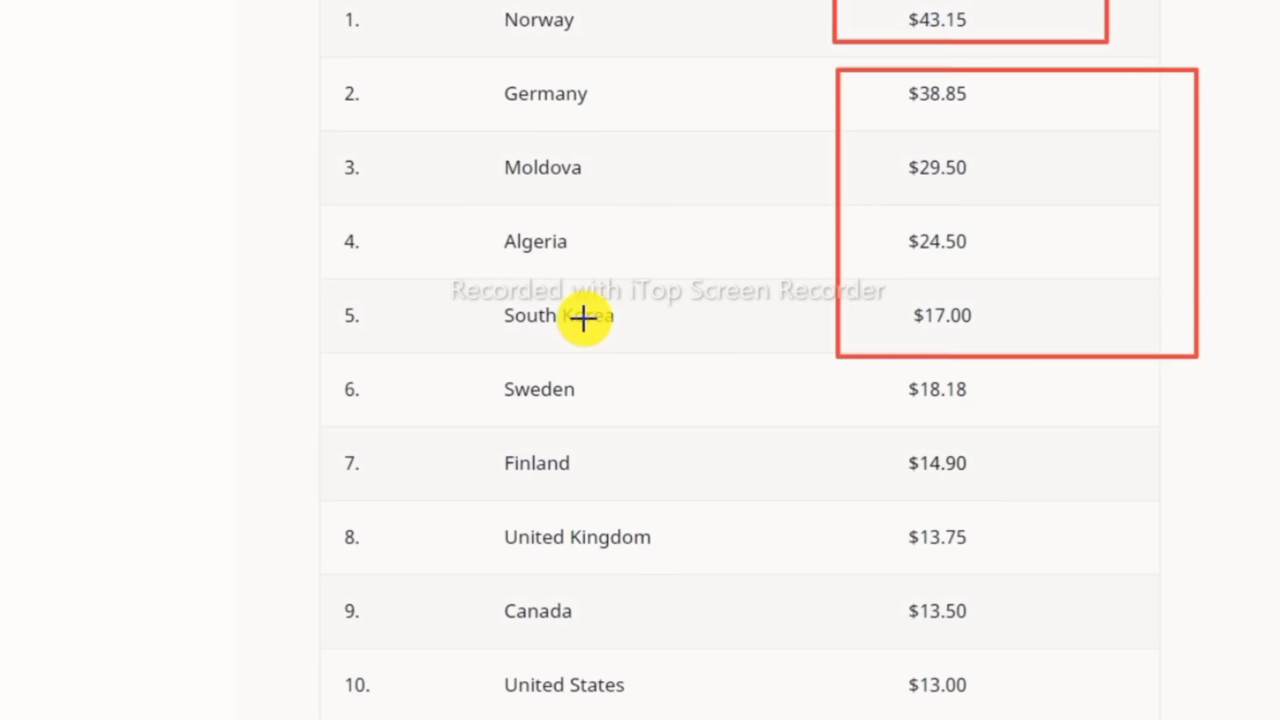 1. Norway $43.15
2. Germany $38.85
3. Moldova $29.50
4. Algeria $24.50
Recorded with iTop Screen Recorder
5. South Korea $17.00
6. Sweden $18.18
7. Finland $14.90
8. United Kingdom $13.75
9. Canada $13.50
10. United States $13.00